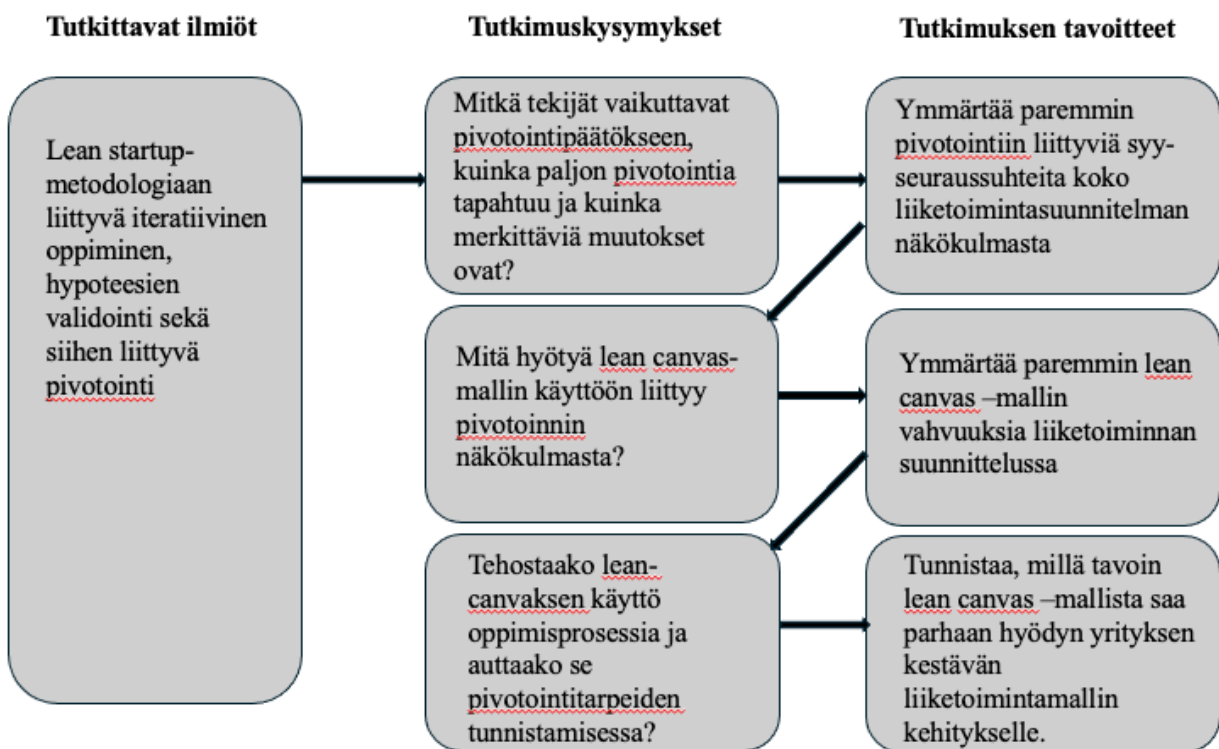 Tutkittavat ilmiöt
Tutkimuskysymykset
Tutkimuksen tavoitteet
Lean startup-
metodologiaan
liittyvä iteratiivinen
oppiminen,
hypoteesien
validointi sekä
siihen liittyvä
pivotointi
Mitkä tekijät vaikuttavat
pivotointipäätökseen,
kuinka paljon pivotointia
tapahtuu ja kuinka
merkittäviä muutokset
ovat?
Ymmärtää paremmin
pivotointiin liittyviä syy-
seuraussuhteita koko
liiketoimintasuunnitelman
näkökulmasta
Mitä hyötyä lean canvas-
mallin käyttöön liittyy
pivotoinnin
näkökulmasta?
Ymmärtää paremmin lean
canvas –mallin
vahvuuksia liiketoiminnan
suunnittelussa
Tehostaako lean-
canvaksen käyttö
oppimisprosessia ja
auttaako se
pivotointitarpeiden
tunnistamisessa?
Tunnistaa, millä tavoin
lean canvas –mallista saa
parhaan hyödyn yrityksen
kestävän
liiketoimintamallin
kehitykselle.